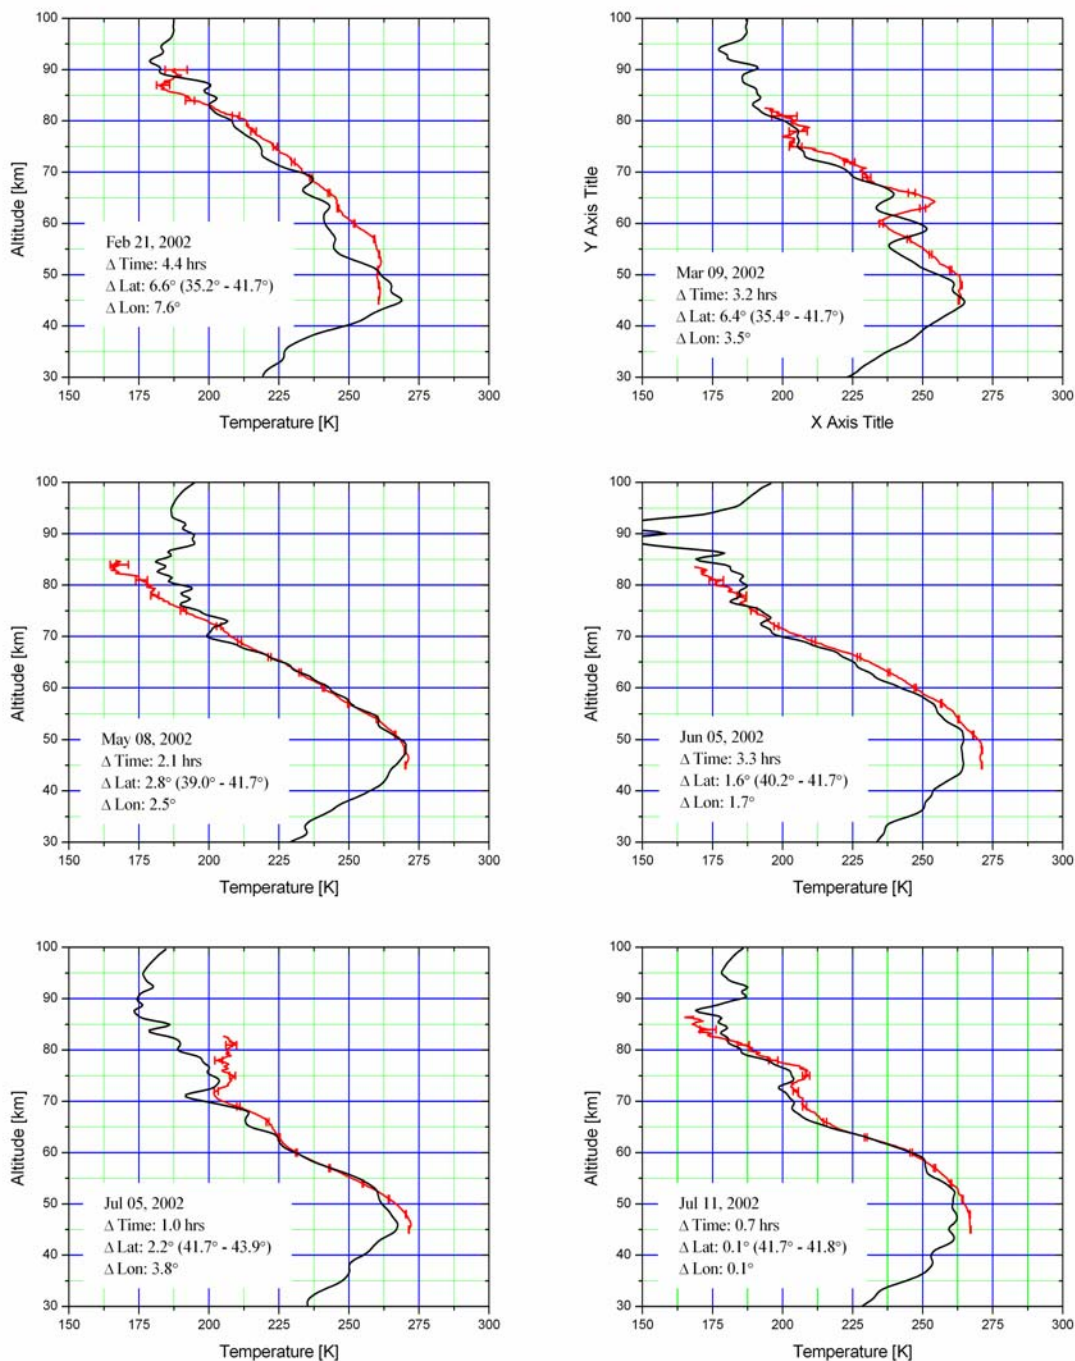 100
90
80
70
60
50
40
30
Altitude [km]
Feb 21, 2002
Δ Time: 4.4 hrs
Δ Lat: 6.6° (35.2° - 41.7°)
Δ Lon: 7.6°
150 175 200 225 250 275 300
Temperature [K]
100
90
80
70
60
50
40
30
Y Axis Title
Mar 09, 2002
Δ Time: 3.2 hrs
Δ Lat: 6.4° (35.4° - 41.7°)
Δ Lon: 3.5°
150 175 200 225 250 275 300
X Axis Title
100
90
80
70
60
50
40
30
Altitude [km]
May 08, 2002
Δ Time: 2.1 hrs
Δ Lat: 2.8° (39.0° - 41.7°)
Δ Lon: 2.5°
150 175 200 225 250 275 300
Temperature [K]
100
90
80
70
60
50
40
30
Altitude [km]
Jun 05, 2002
Δ Time: 3.3 hrs
Δ Lat: 1.6° (40.2° - 41.7°)
Δ Lon: 1.7°
150 175 200 225 250 275 300
Temperature [K]
100
90
80
70
60
50
40
30
Altitude [km]
Jul 05, 2002
Δ Time: 1.0 hrs
Δ Lat: 2.2° (41.7° - 43.9°)
Δ Lon: 3.8°
150 175 200 225 250 275 300
Temperature [K]
100
90
80
70
60
50
40
30
Altitude [km]
Jul 11, 2002
Δ Time: 0.7 hrs
Δ Lat: 0.1° (41.7° - 41.8°)
Δ Lon: 0.1°
150 175 200 225 250 275 300
Temperature [K]